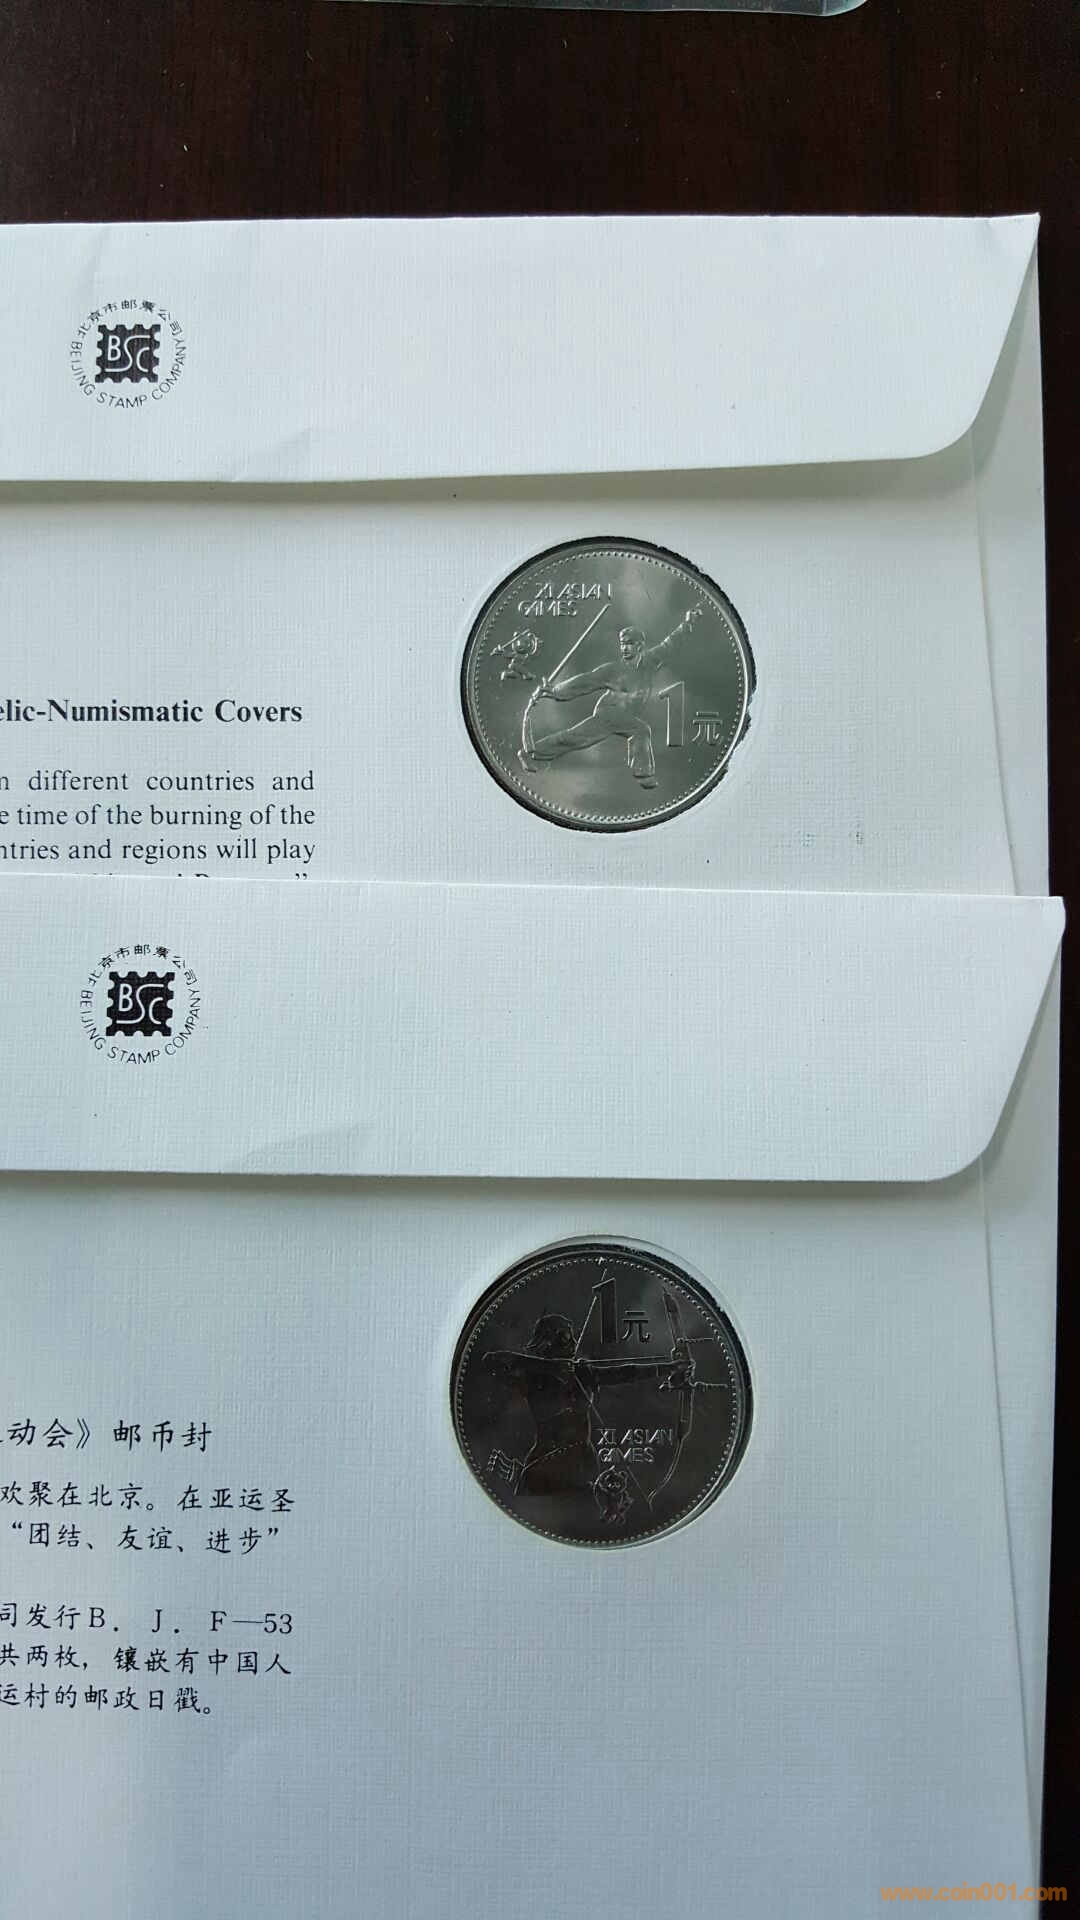 北京市邮票公司
BSC
BEIJING STAMP COMPANY
XI ASIAN
GAMES
1元
elic-Numismatic Covers
different countries and
time of the burning of the
ntries and regions will play
北京市邮票公司
BSC
BEIJING STAMP COMPANY
1元
XI ASIAN
GAMES
动会》邮币封
欢聚在北京。在亚运圣
“团结、友谊、进步”
司发行B．J．F—53
共两枚，镶嵌有中国人
运村的邮政日戳。
www.coin001.com